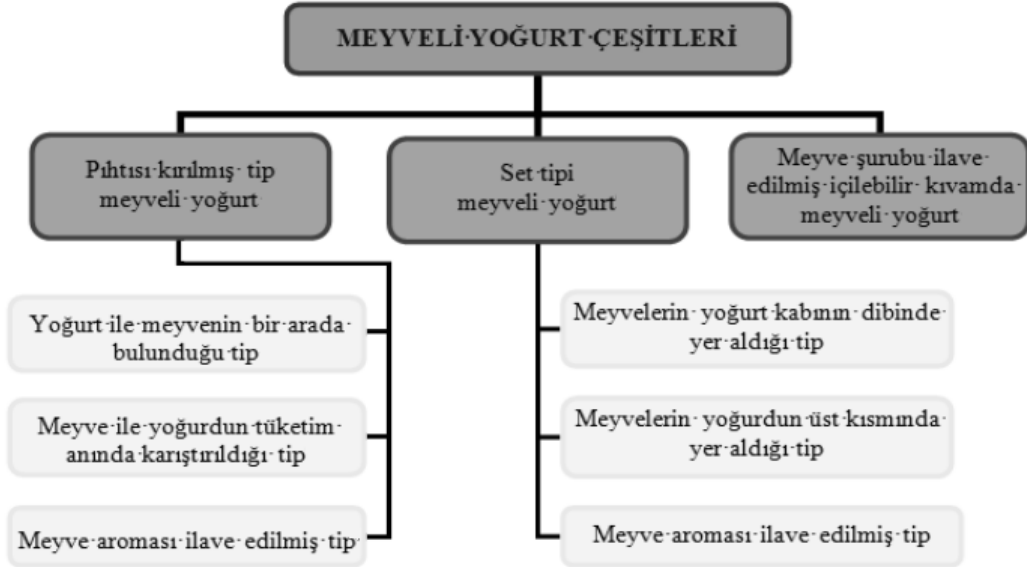 MEYVELİ·YOĞURT·ÇEŞİTLERİ
Pıhtısı·kırılmış·tip
meyveli·yoğurt
Set·tipi
meyveli·yoğurt
Meyve·şurubu·ilave·
edilmiş·içilebilir·kıvamda·
meyveli·yoğurt
Yoğurt·ile·meyvenin·bir·arada·
bulunduğu·tip
Meyve·ile·yoğurdun·tüketim·
anında·karıştırıldığı·tip
Meyve·aroması·ilave·edilmiş·tip·
Meyvelerin·yoğurt·kabının·dibinde·
yer·aldığı·tip
Meyvelerin·yoğurdun·üst·kısmında·
yer·aldığı·tip
Meyve·aroması·ilave·edilmiş·tip